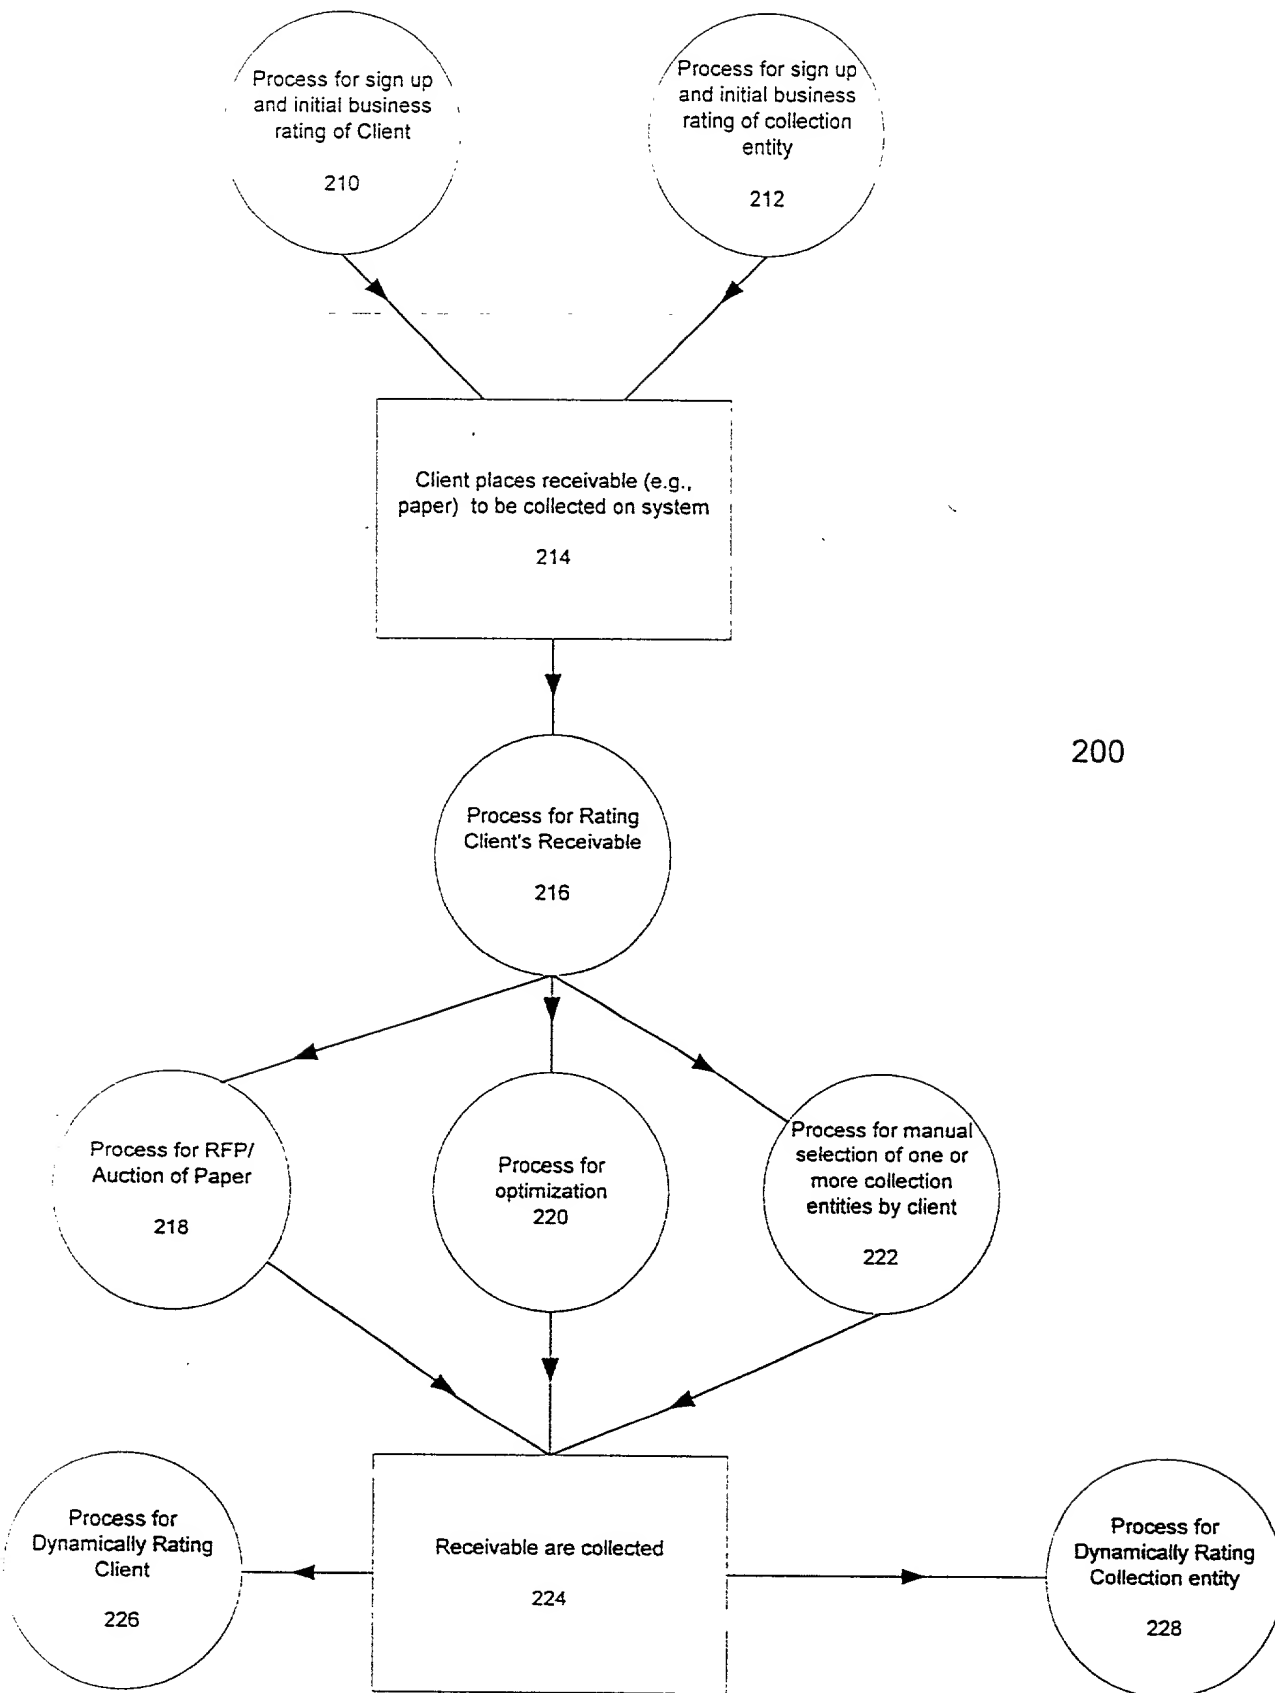 Process for sign up
and initial business
rating of Client
210
Process for sign up
and initial business
rating of collection
entity
212
Client places receivable (e.g.,
paper) to be collected on system
214
200
Process for Rating
Client's Receivable
216
Process for RFP/
Auction of Paper
218
Process for
optimization
220
Process for manual
selection of one or
more collection
entities by client
222
Process for
Dynamically Rating
Client
226
Receivable are collected
224
Process for
Dynamically Rating
Collection entity
228